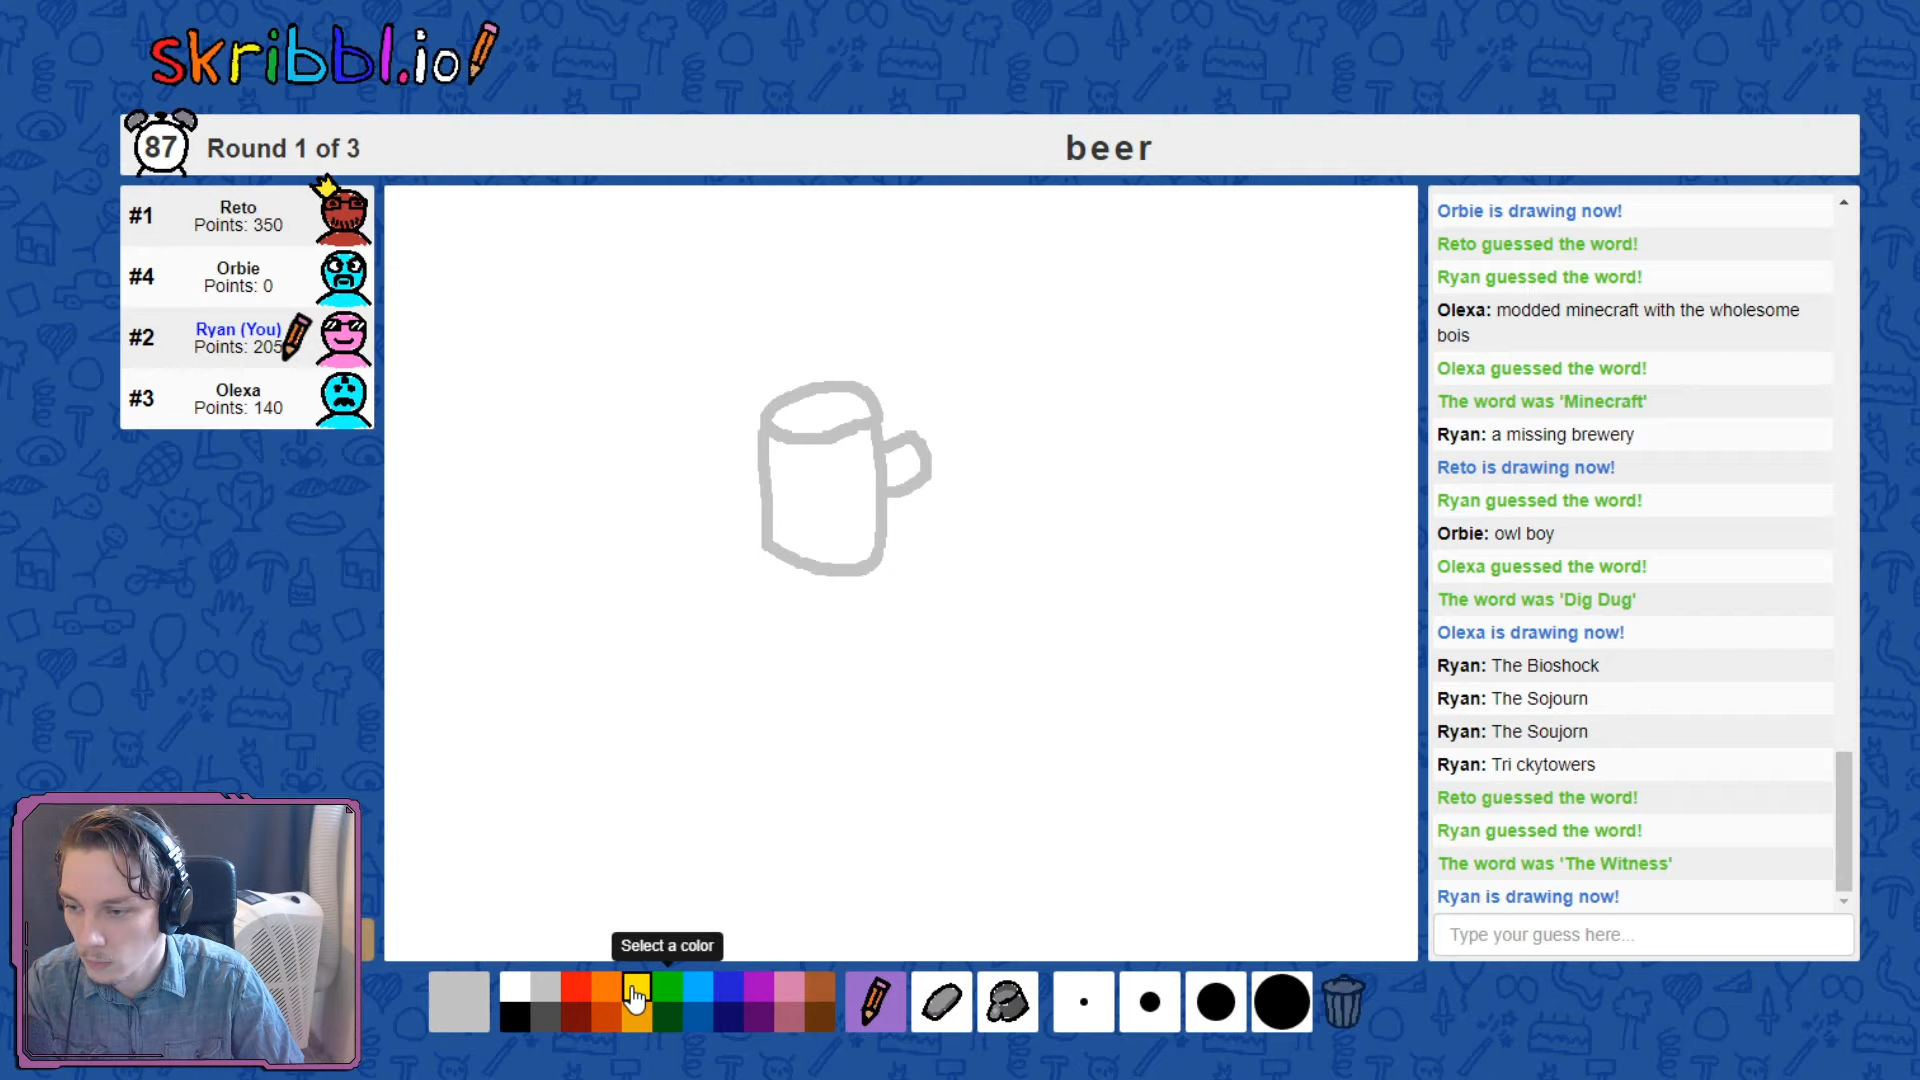 skribbl.io
87
Round 1 of 3
beer
#1
Reto
Points: 350
#4
Orbie
Points: 0
#2
Ryan (You)
Points: 205
#3
Olexa
Points: 140
Orbie is drawing now!
Reto guessed the word!
Ryan guessed the word!
Olexa: modded minecraft with the wholesome
bois
Olexa guessed the word!
The word was 'Minecraft'
Ryan: a missing brewery
Reto is drawing now!
Ryan guessed the word!
Orbie: owl boy
Olexa guessed the word!
The word was 'Dig Dug'
Olexa is drawing now!
Ryan: The Bioshock
Ryan: The Sojourn
Ryan: The Soujorn
Ryan: Tri ckytowers
Reto guessed the word!
Ryan guessed the word!
The word was 'The Witness'
Ryan is drawing now!
Type your guess here...
Select a color